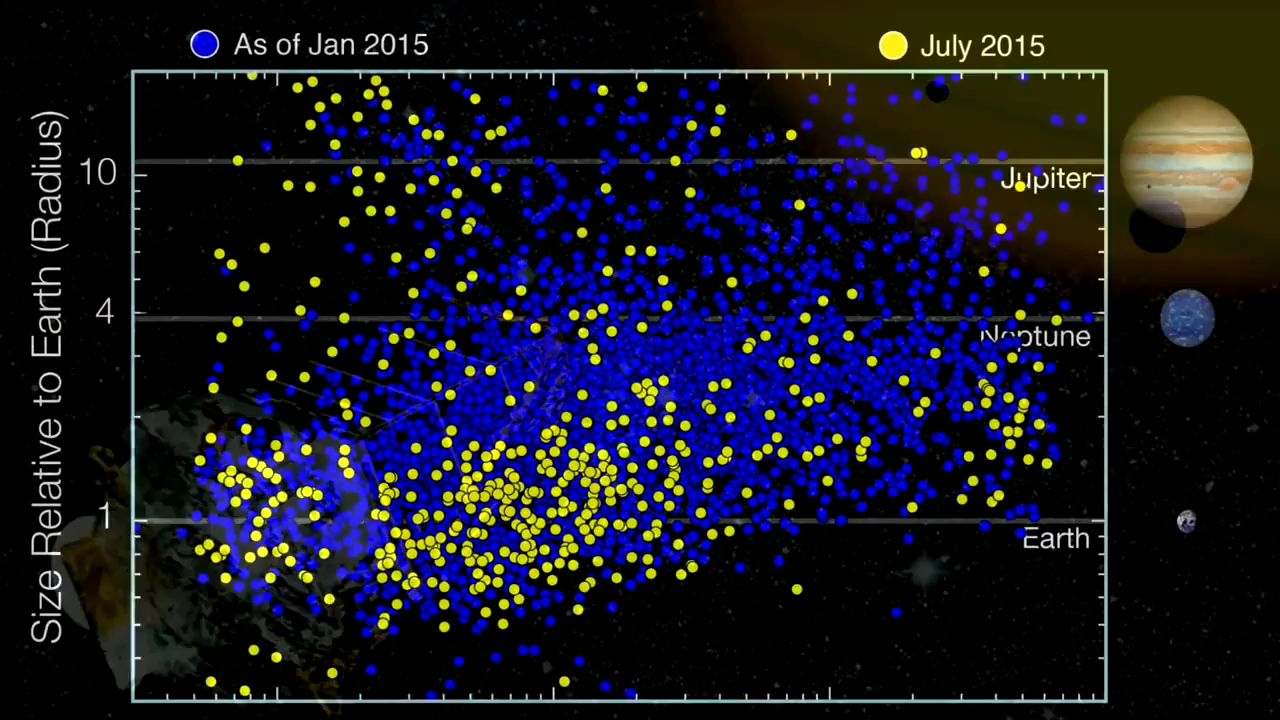 As of Jan 2015
July 2015
Size Relative to Earth (Radius)
10
Jupiter
4
Neptune
1
Earth